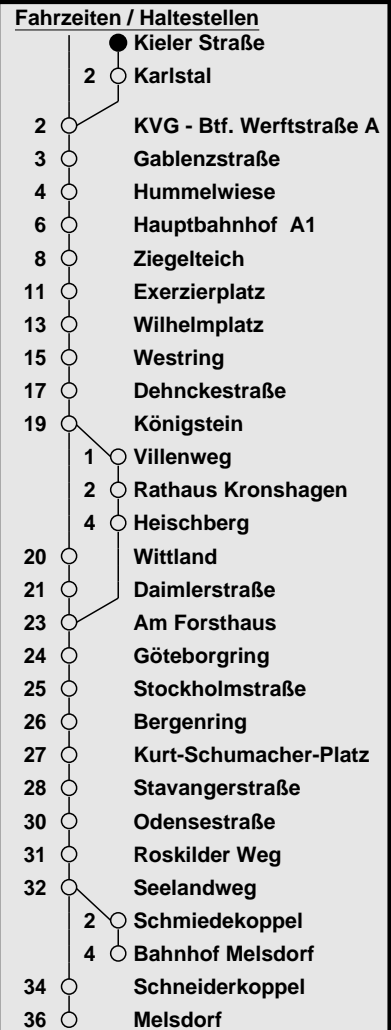 Fahrzeiten / Haltestellen
Kieler Straße
2 Karlstal
2 KVG - Btf. Werftstraße A
3 Gablenzstraße
4 Hummelwiese
6 Hauptbahnhof A1
8 Ziegelteich
11 Exerzierplatz
13 Wilhelmplatz
15 Westring
17 Dehnckestraße
19 Königstein
1 Villenweg
2 Rathaus Kronshagen
4 Heischberg
20 Wittland
21 Daimlerstraße
23 Am Forsthaus
24 Göteborgring
25 Stockholmstraße
26 Bergenring
27 Kurt-Schumacher-Platz
28 Stavangerstraße
30 Odensestraße
31 Roskilder Weg
32 Seelandweg
2 Schmiedekoppel
4 Bahnhof Melsdorf
34 Schneiderkoppel
36 Melsdorf